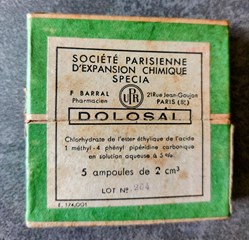 SOCIÉTÉ PARISIENNE
D'EXPANSION CHIMIQUE
SPECIA
F BARRAL
Pharmacien
21 Rue Jean-Goujon
PARIS (8e)
DOLOSAL
Chlorhydrate de l'ester éthylique de l'acide
1 méthyl-4 phényl pipéridine carbonique
en solution aqueuse à 5 %
5 ampoules de 2 cm³
LOT No